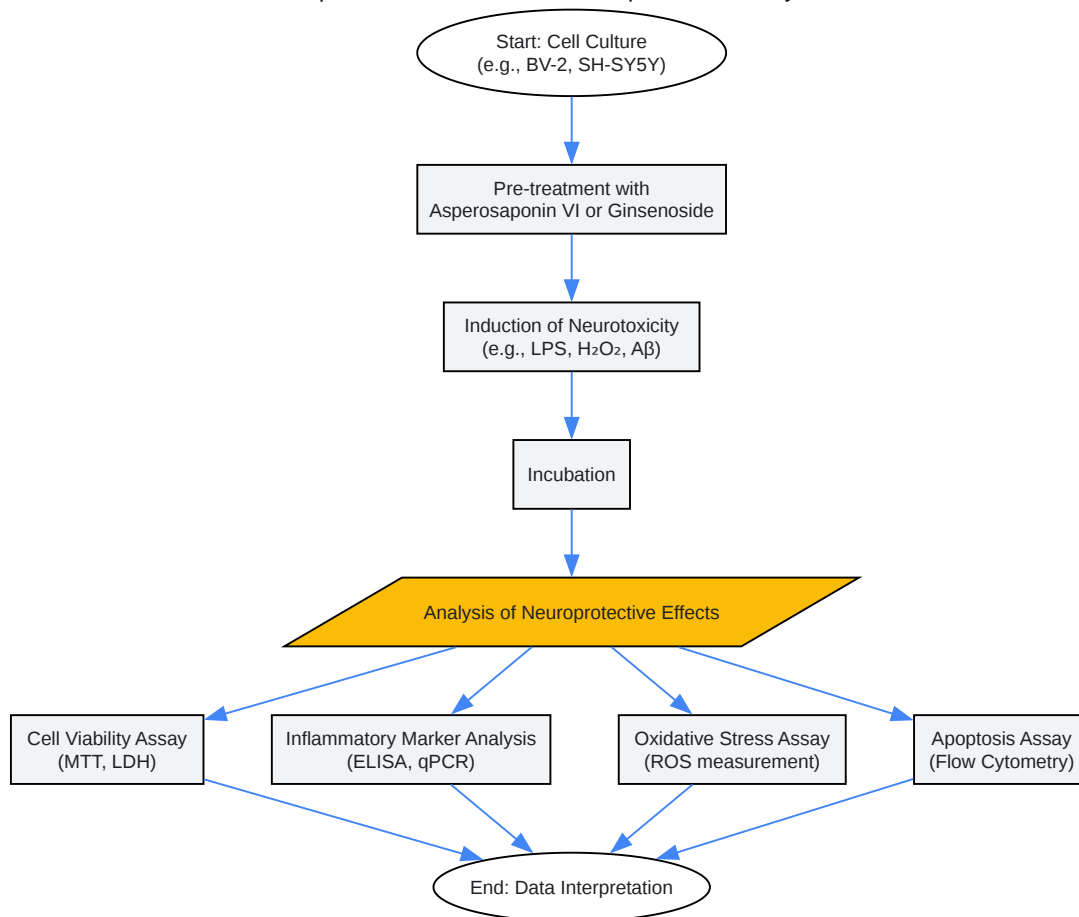 Start: Cell Culture
(e.g., BV-2, SH-SY5Y)
Pre-treatment with
Asperosaponin VI or Ginsenoside
Induction of Neurotoxicity
(e.g., LPS, H₂O₂, Aβ)
Incubation
Analysis of Neuroprotective Effects
Cell Viability Assay
(MTT, LDH)
Inflammatory Marker Analysis
(ELISA, qPCR)
Oxidative Stress Assay
(ROS measurement)
Apoptosis Assay
(Flow Cytometry)
End: Data Interpretation